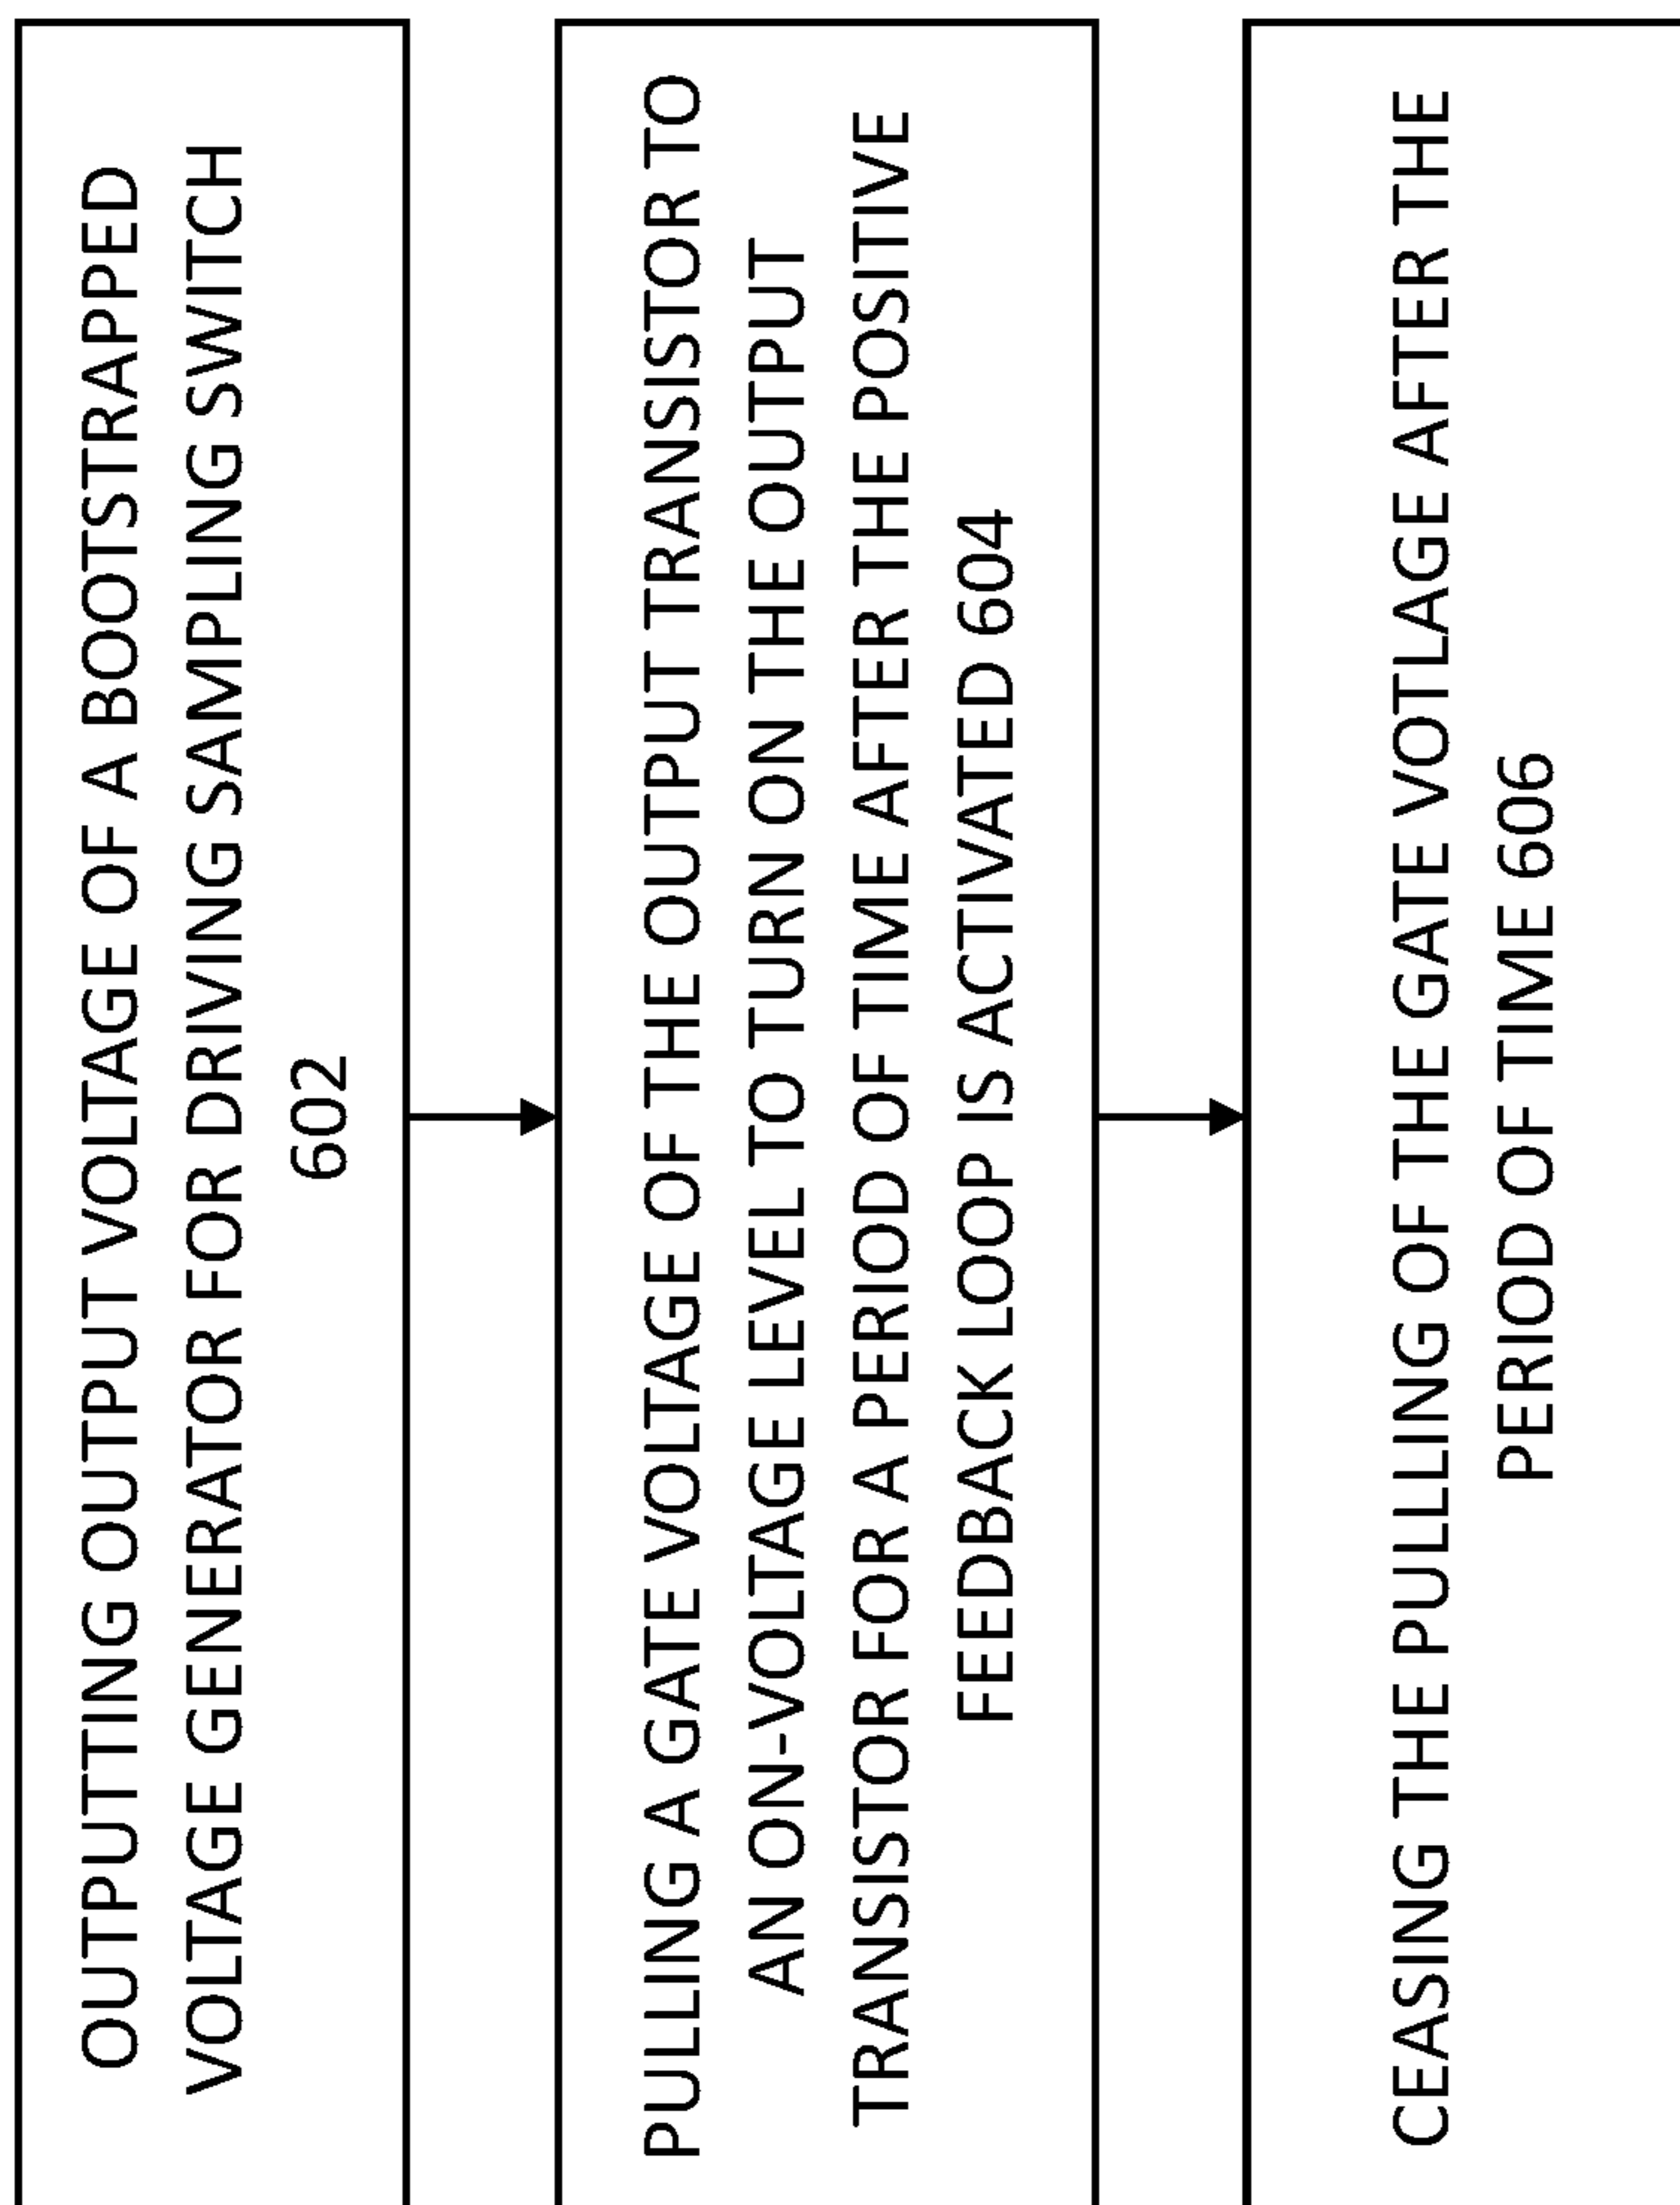 OUTPUTTING OUTPUT VOLTAGE OF A BOOTSTRAPPED
VOLTAGE GENERATOR FOR DRIVING SAMPLING SWITCH
602
PULLING A GATE VOLTAGE OF THE OUTPUT TRANSISTOR TO
AN ON-VOLTAGE LEVEL TO TURN ON THE OUTPUT
TRANSISTOR FOR A PERIOD OF TIME AFTER THE POSITIVE
FEEDBACK LOOP IS ACTIVATED 604
CEASING THE PULLLING OF THE GATE VOTLAGE AFTER THE
PERIOD OF TIME 606